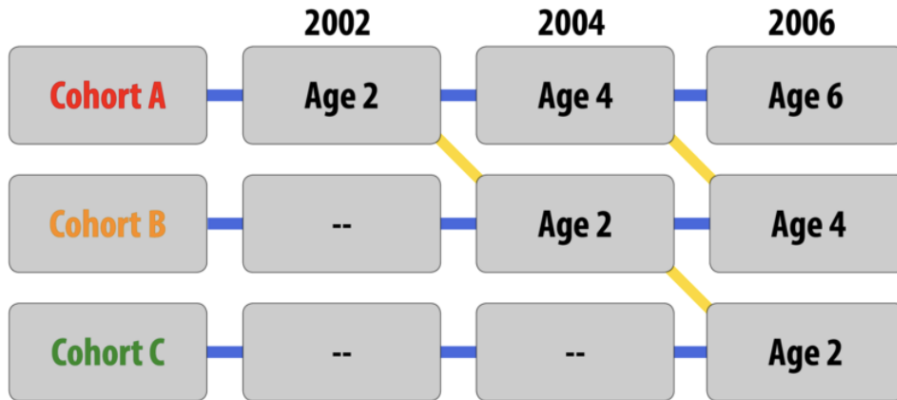 2002 2004 2006
Cohort A Age 2 Age 4 Age 6
Cohort B -- Age 2 Age 4
Cohort C -- -- Age 2